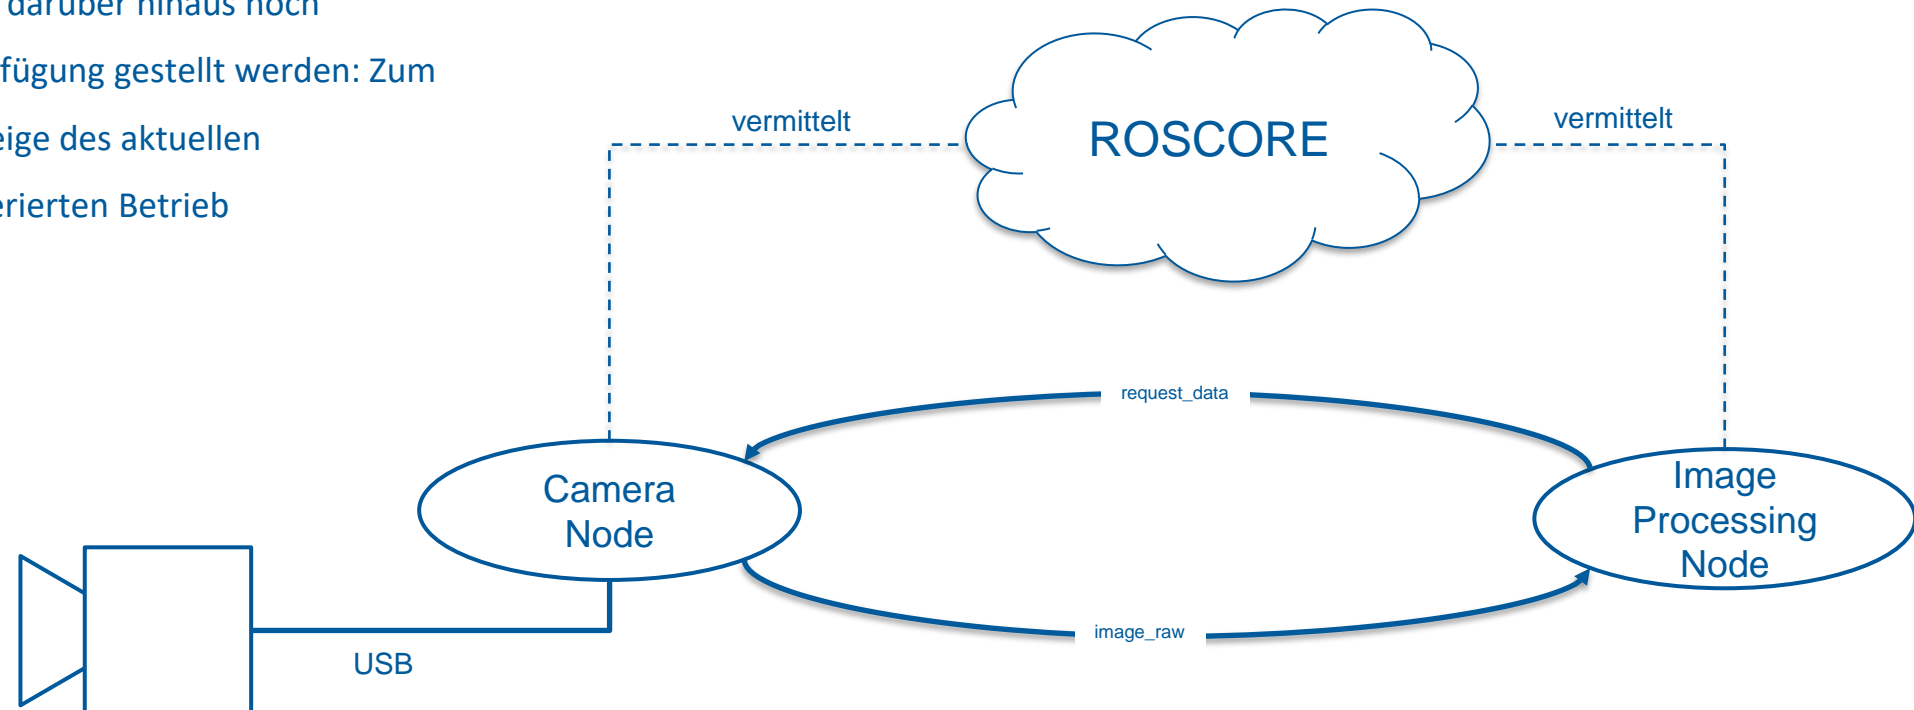 darüber hinaus noch
fügung gestellt werden: Zum
eige des aktuellen
erierten Betrieb
vermittelt
ROSCORE
vermittelt
request_data
Camera
Node
Image
Processing
Node
image_raw
USB